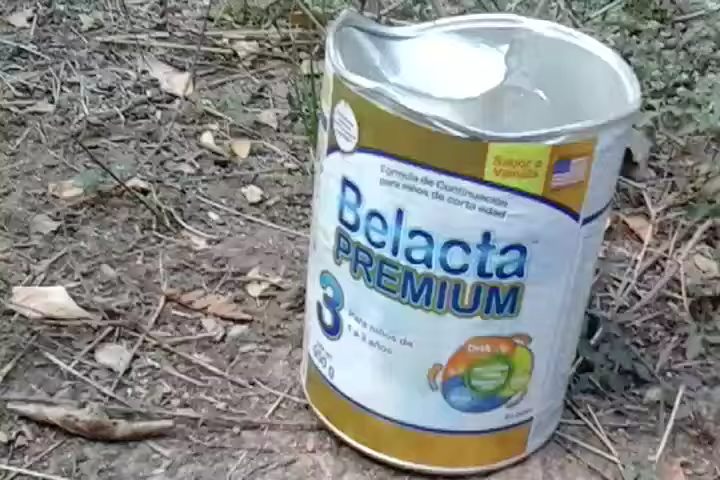 Sabor a
Vainilla
Fórmula de Continuación
para niños de corta edad
Belacta
PREMIUM
3
Para niños de
1 a 3 años
900 g